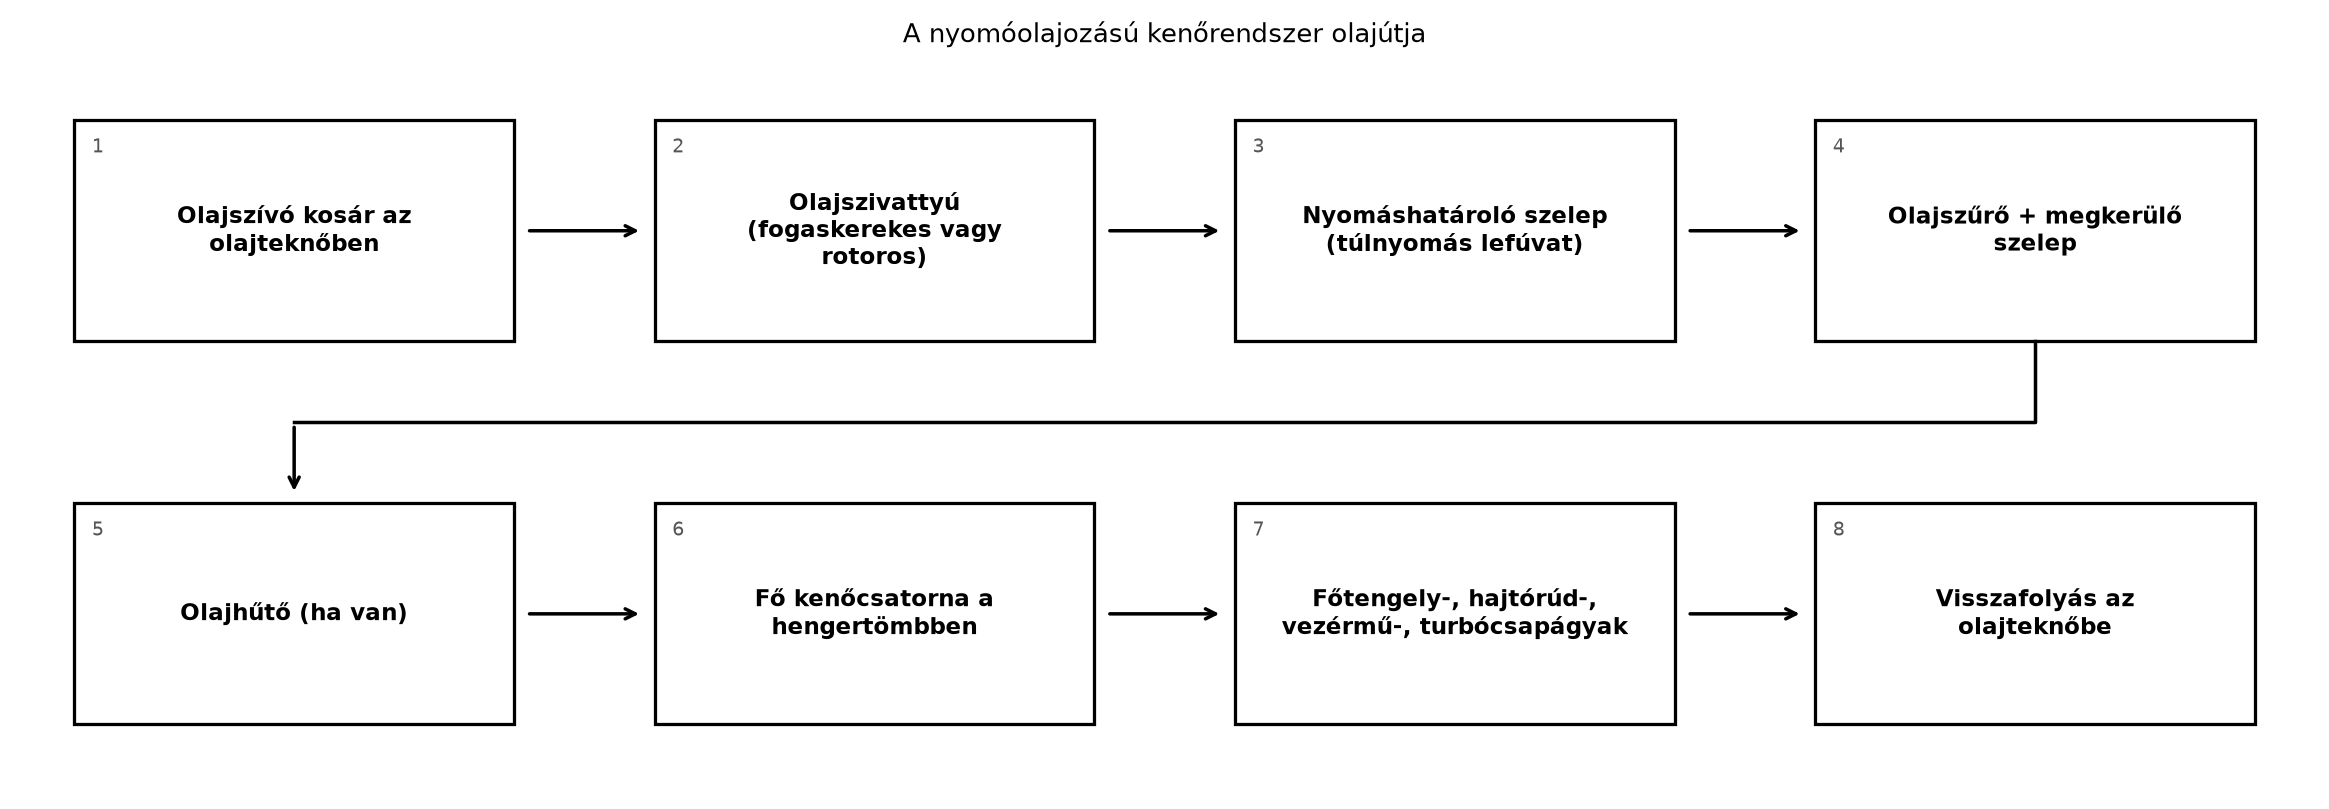 A nyomóolajozású kenőrendszer olajútja
1
Olajszívó kosár az
olajteknőben
2
Olajszivattyú
(fogaskerekes vagy
rotoros)
3
Nyomáshatároló szelep
(túlnyomás lefúvat)
4
Olajszűrő + megkerülő
szelep
5
Olajhűtő (ha van)
6
Fő kenőcsatorna a
hengertömbben
7
Főtengely-, hajtórúd-,
vezérmű-, turbócsapágyak
8
Visszafolyás az
olajteknőbe